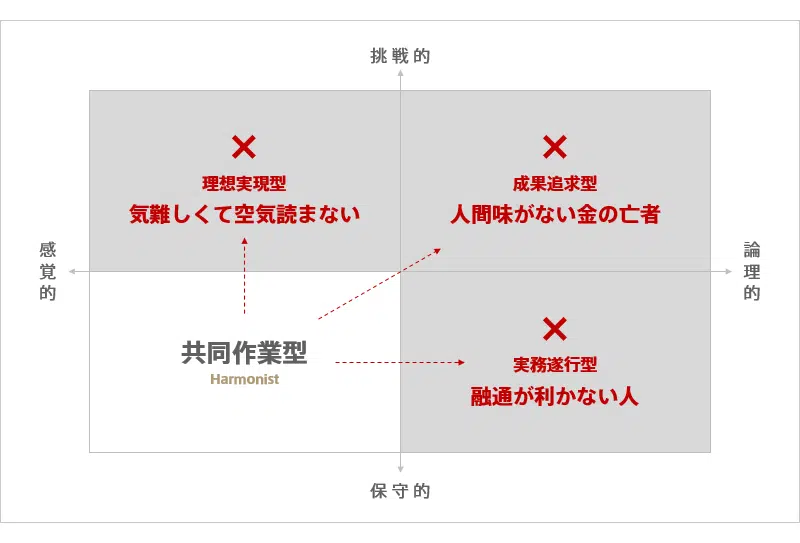 挑戦的
×
理想実現型
気難しくて空気読まない
×
成果追求型
人間味がない金の亡者
感覚的
論理的
共同作業型
Harmonist
×
実務遂行型
融通が利かない人
保守的